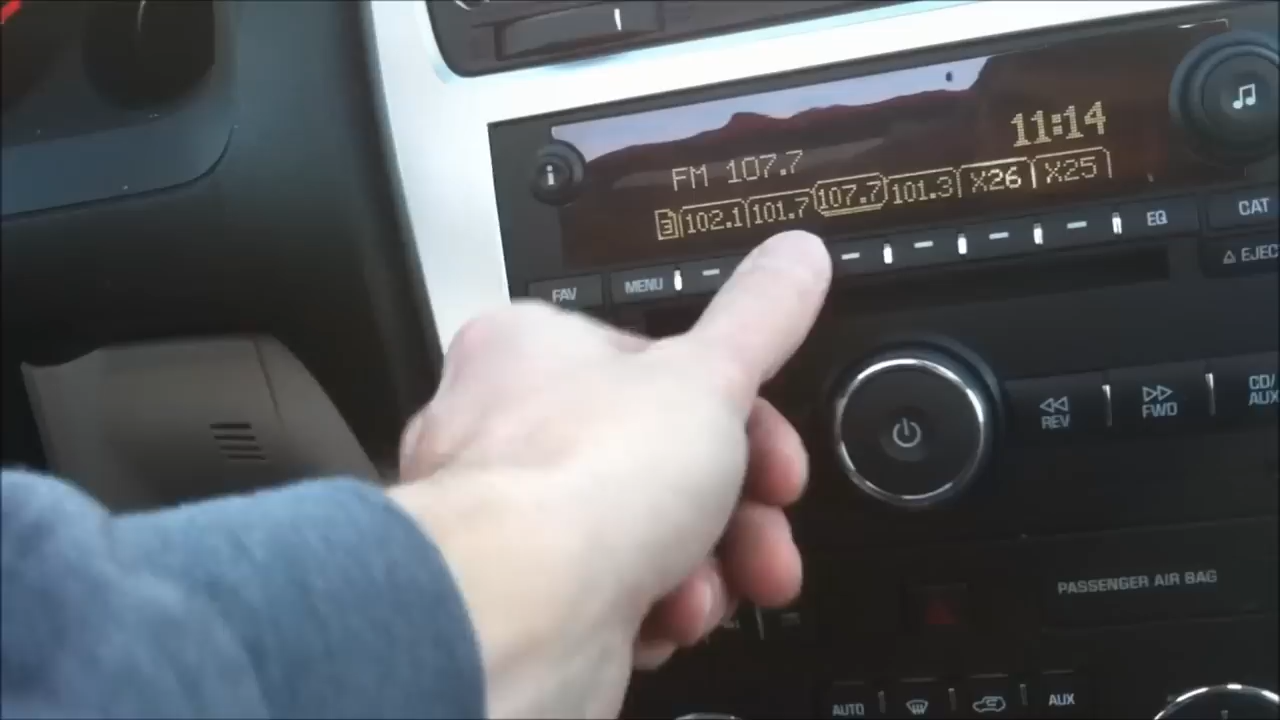 11:14
FM 107.7
3 102.1 101.7 107.7 101.3 X26 X25
i
FAV MENU EQ CAT
EJEC
REV FWD CD/
AUX
PASSENGER AIR BAG
AUTO AUX